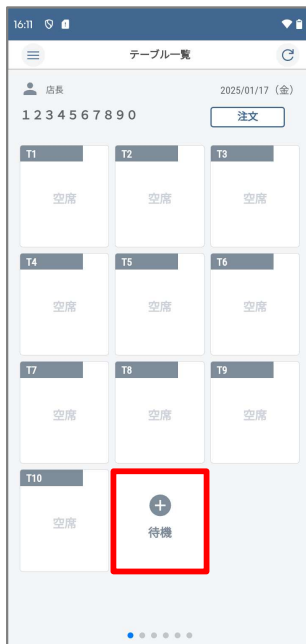 16:11
テーブル一覧
店長
2025/01/17（金）
１２３４５６７８９０
注文
T1
T2
T3
空席
空席
空席
T4
T5
T6
空席
空席
空席
T7
T8
T9
空席
空席
空席
T10
空席
待機